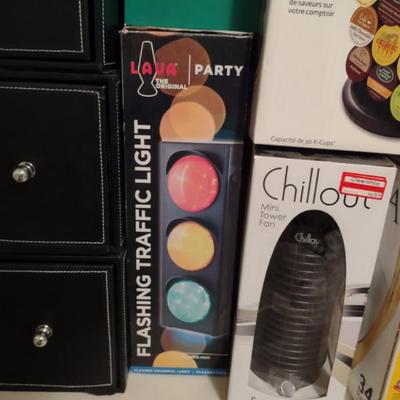 LAVA
THE
ORIGINAL
PARTY
FLASHING TRAFFIC LIGHT
de saveurs sur
votre comptoir
Capacité de 30 K-Cups
Chillout
Mini
Tower
Fan
Chillout
34